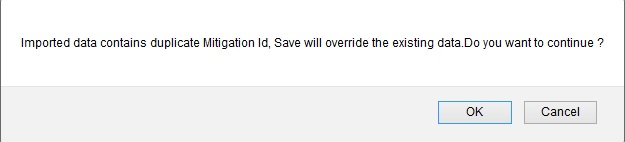 Imported data contains duplicate Mitigation Id, Save will override the existing data.Do you want to continue ?
OK
Cancel